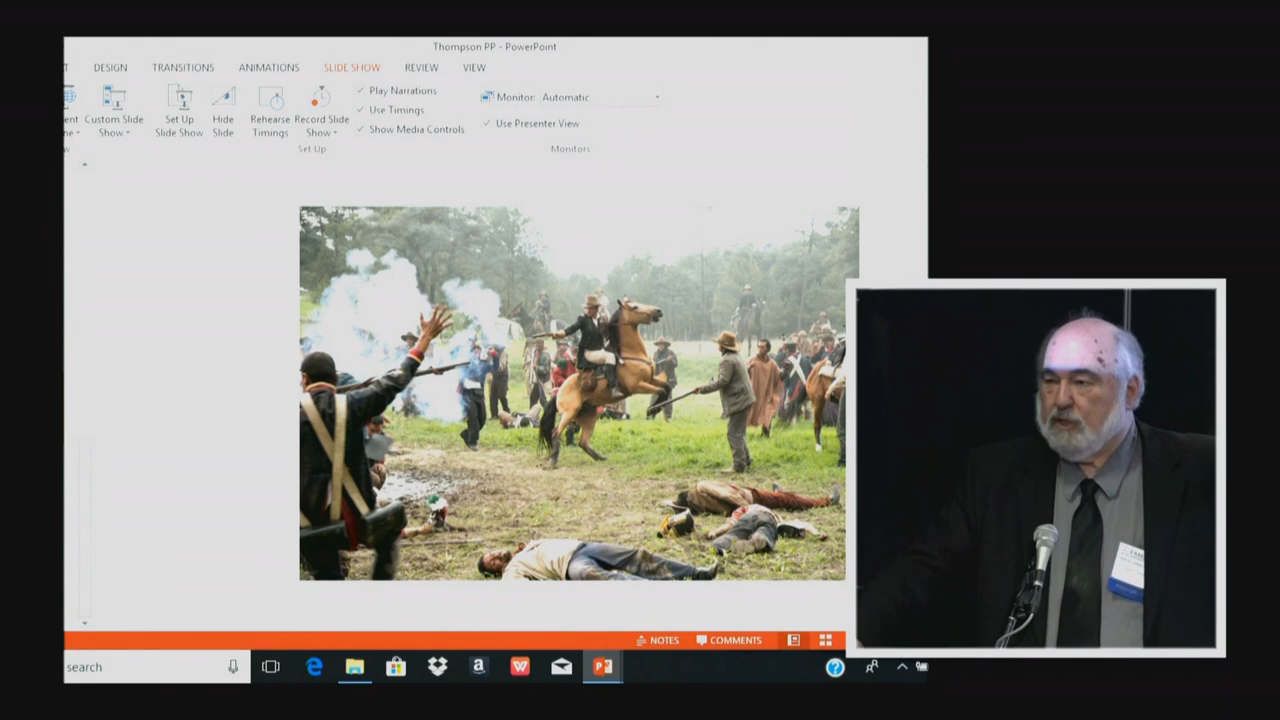 Thompson PP - PowerPoint
DESIGN TRANSITIONS ANIMATIONS SLIDE SHOW REVIEW VIEW
Custom Slide Show
Set Up Slide Show
Hide Slide
Rehearse Timings
Record Slide Show
Play Narrations
Use Timings
Show Media Controls
Set Up
Monitor: Automatic
Use Presenter View
Monitors
NOTES COMMENTS
search